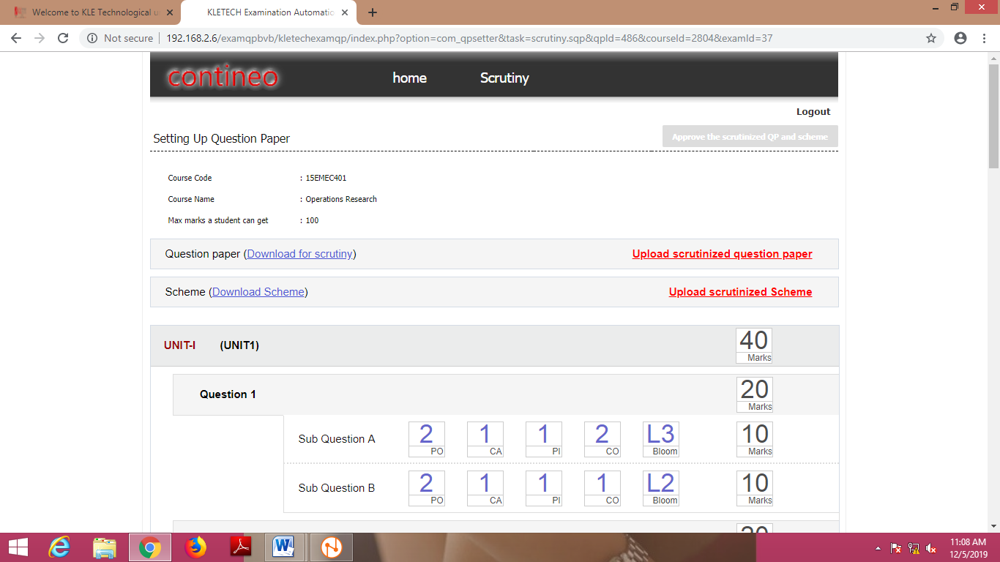 Welcome to KLE Technological u
KLETECH Examination Automatio
Not secure
192.168.2.6/examqpbvb/kletechexamqp/index.php?option=com_qpsetter&task=scrutiny.sqp&qpId=486&courseId=2804&examId=37
contineo home Scrutiny
Logout
Setting Up Question Paper
Approve the scrutinized QP and scheme
Course Code : 15EMEC401
Course Name : Operations Research
Max marks a student can get : 100
Question paper (Download for scrutiny) Upload scrutinized question paper
Scheme (Download Scheme) Upload scrutinized Scheme
UNIT-I (UNIT1) 40 Marks
Question 1 20 Marks
Sub Question A 2 PO 1 CA 1 PI 2 CO L3 Bloom 10 Marks
Sub Question B 2 PO 1 CA 1 PI 1 CO L2 Bloom 10 Marks
20
11:08 AM
12/5/2019